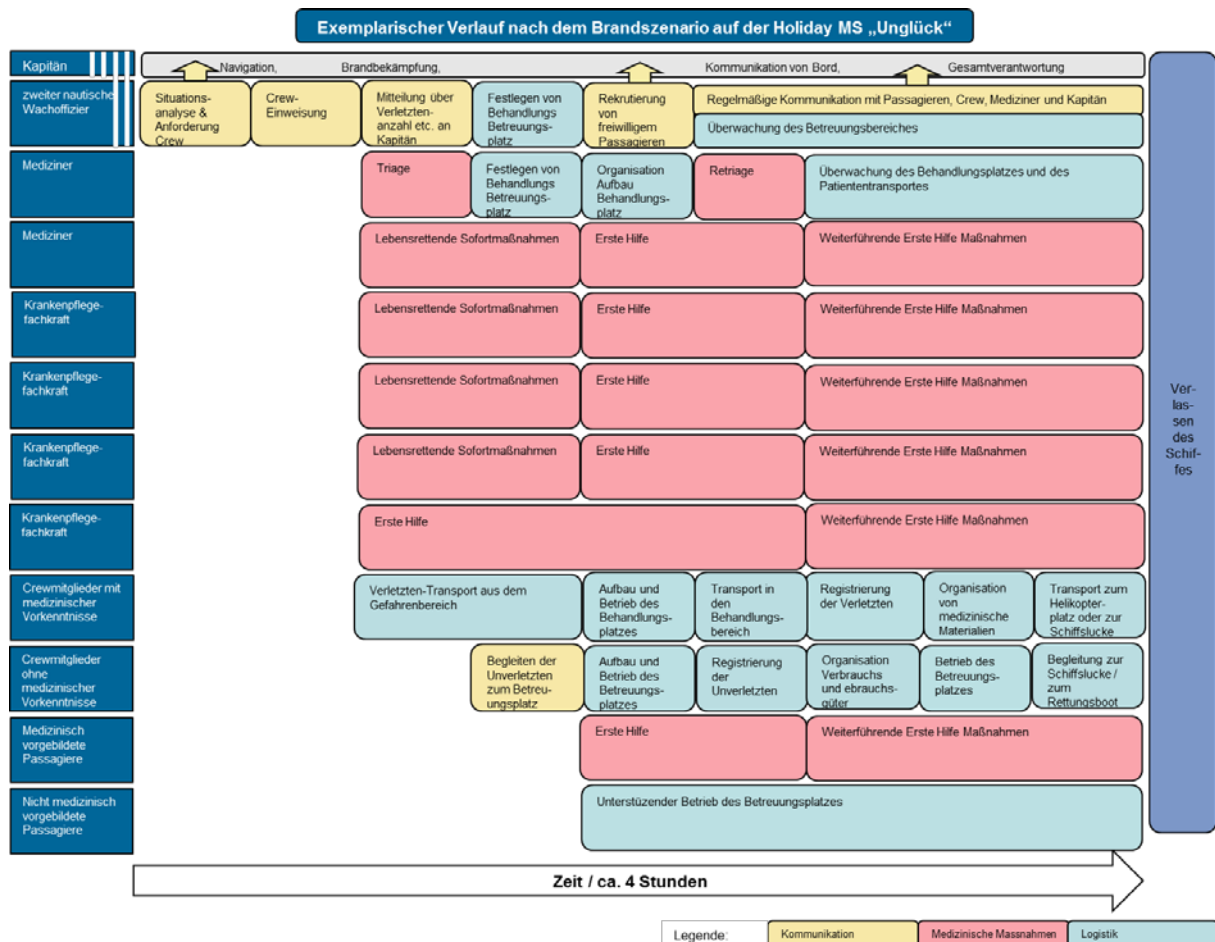 Exemplarischer Verlauf nach dem Brandszenario auf der Holiday MS „Unglück"
Kapitän
Navigation, Brandbekämpfung, Kommunikation von Bord, Gesamtverantwortung
zweiter nautische
Wachoffizier
Situations-
analyse &
Anforderung
Crew
Crew-
Einweisung
Mitteilung über
Verletzten-
anzahl etc. an
Kapitän
Festlegen von
Behandlungs
Betreuungs-
platz
Rekrutierung
von
freiwilligem
Passagieren
Regelmäßige Kommunikation mit Passagieren, Crew, Mediziner und Kapitän
Überwachung des Betreuungsbereiches
Mediziner
Triage
Festlegen von
Behandlungs
Betreuungs-
platz
Organisation
Aufbau
Behandlungs-
platz
Retriage
Überwachung des Behandlungsplatzes und des
Patiententransportes
Mediziner
Lebensrettende Sofortmaßnahmen
Erste Hilfe
Weiterführende Erste Hilfe Maßnahmen
Krankenpflege-
fachkraft
Lebensrettende Sofortmaßnahmen
Erste Hilfe
Weiterführende Erste Hilfe Maßnahmen
Krankenpflege-
fachkraft
Lebensrettende Sofortmaßnahmen
Erste Hilfe
Weiterführende Erste Hilfe Maßnahmen
Krankenpflege-
fachkraft
Lebensrettende Sofortmaßnahmen
Erste Hilfe
Weiterführende Erste Hilfe Maßnahmen
Krankenpflege-
fachkraft
Erste Hilfe
Weiterführende Erste Hilfe Maßnahmen
Crewmitglieder mit
medizinischer
Vorkenntnisse
Verletzten-Transport aus dem
Gefahrenbereich
Aufbau und
Betrieb des
Behandlungs-
platzes
Transport in
den
Behandlungs-
bereich
Registrierung
der Verletzten
Organisation
von
medizinische
Materialien
Transport zum
Helikopter-
platz oder zur
Schiffslucke
Crewmitglieder
ohne
medizinischer
Vorkenntnisse
Begleiten der
Unverletzten
zum Betreu-
ungsplatz
Aufbau und
Betrieb des
Betreuungs-
platzes
Registrierung
der
Unverletzten
Organisation
Verbrauchs
und ebrauchs-
güter
Betrieb des
Betreuungs-
platzes
Begleitung zur
Schiffslucke /
zum
Rettungsboot
Medizinisch
vorgebildete
Passagiere
Erste Hilfe
Weiterführende Erste Hilfe Maßnahmen
Nicht medizinisch
vorgebildete
Passagiere
Unterstüzender Betrieb des Betreuungsplatzes
Ver-
las-
sen
des
Schif-
fes
Zeit / ca. 4 Stunden
Legende:
Kommunikation
Medizinische Massnahmen
Logistik